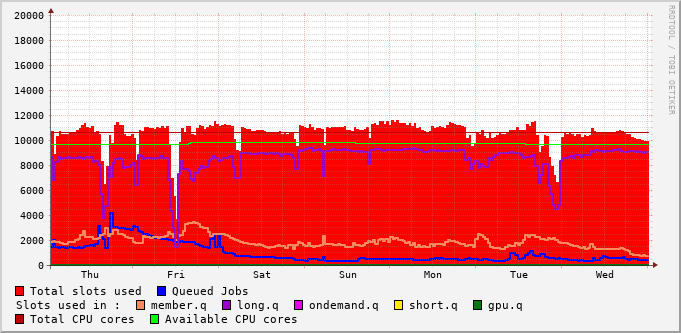 RRDTOOL / TOBI OETIKER
20000
18000
16000
14000
12000
10000
8000
6000
4000
2000
0
Thu Fri Sat Sun Mon Tue Wed
Total slots used Queued Jobs
Slots used in : member.q long.q ondemand.q short.q gpu.q
Total CPU cores Available CPU cores